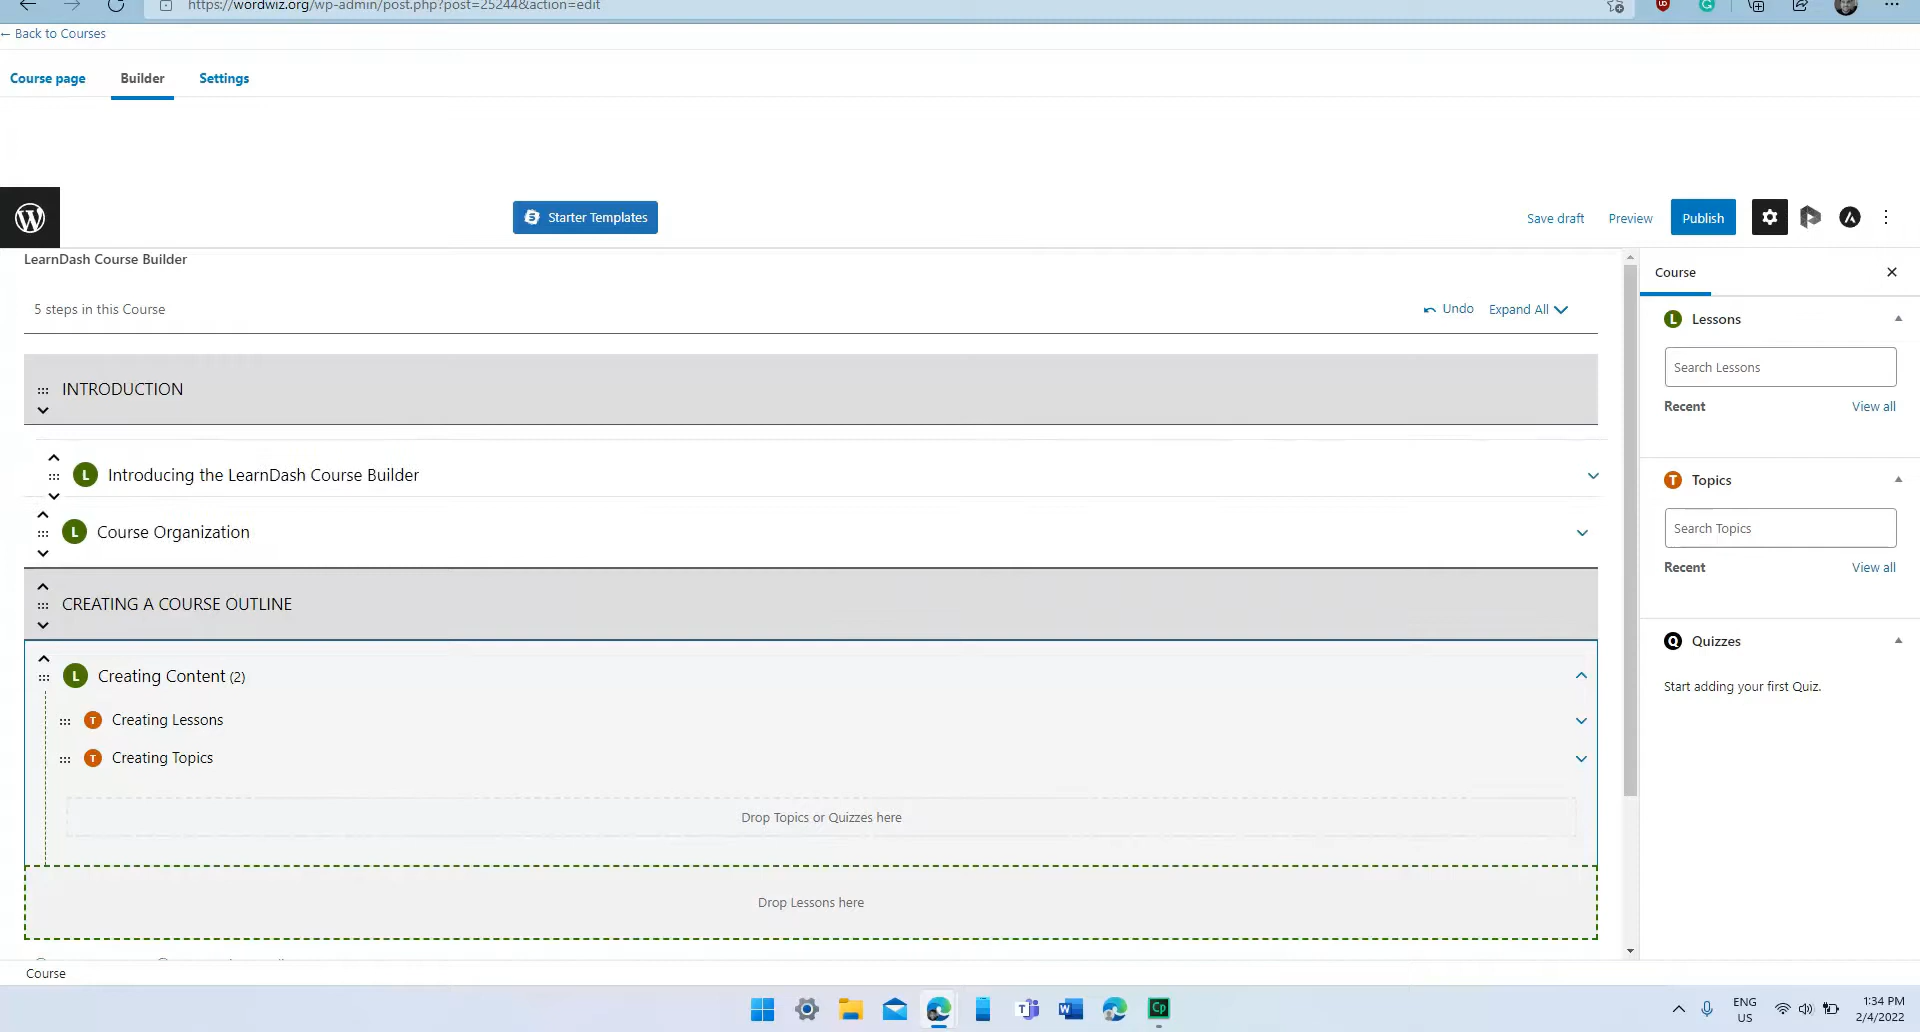 https://wordwiz.org/wp-admin/post.php?post=25244&action=edit
← Back to Courses
Course page
Builder
Settings
Starter Templates
Save draft
Preview
Publish
LearnDash Course Builder
5 steps in this Course
Undo
Expand All
INTRODUCTION
L Introducing the LearnDash Course Builder
L Course Organization
CREATING A COURSE OUTLINE
L Creating Content (2)
T Creating Lessons
T Creating Topics
Drop Topics or Quizzes here
Drop Lessons here
Course
L Lessons
Search Lessons
Recent
View all
T Topics
Search Topics
Recent
View all
Q Quizzes
Start adding your first Quiz.
Course
ENG
US
1:34 PM
2/4/2022